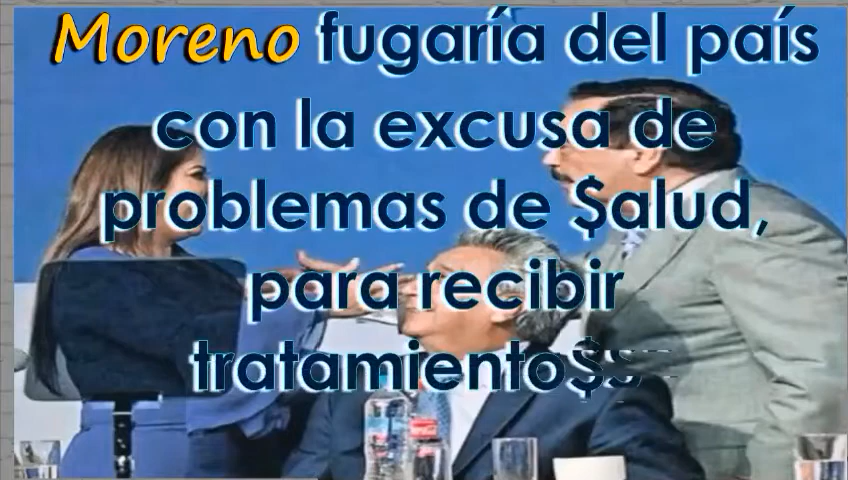 Moreno fugaría del país
con la excusa de
problemas de $alud,
para recibir
tratamiento$$